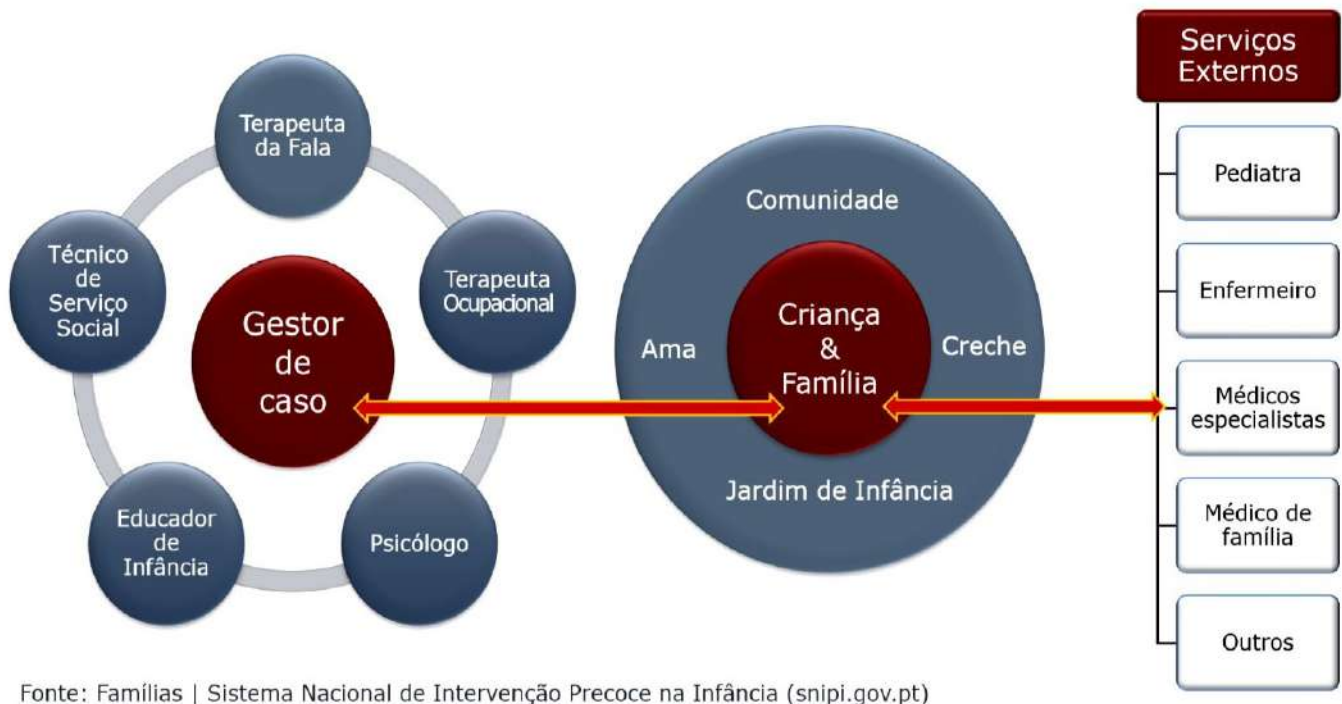 Terapeuta
da Fala
Técnico
de
Serviço
Social
Terapeuta
Ocupacional
Gestor
de
caso
Educador
de
Infância
Psicólogo
Comunidade
Ama
Criança
&
Família
Creche
Jardim de Infância
Serviços
Externos
Pediatra
Enfermeiro
Médicos
especialistas
Médico de
família
Outros
Fonte: Famílias | Sistema Nacional de Intervenção Precoce na Infância (snipi.gov.pt)